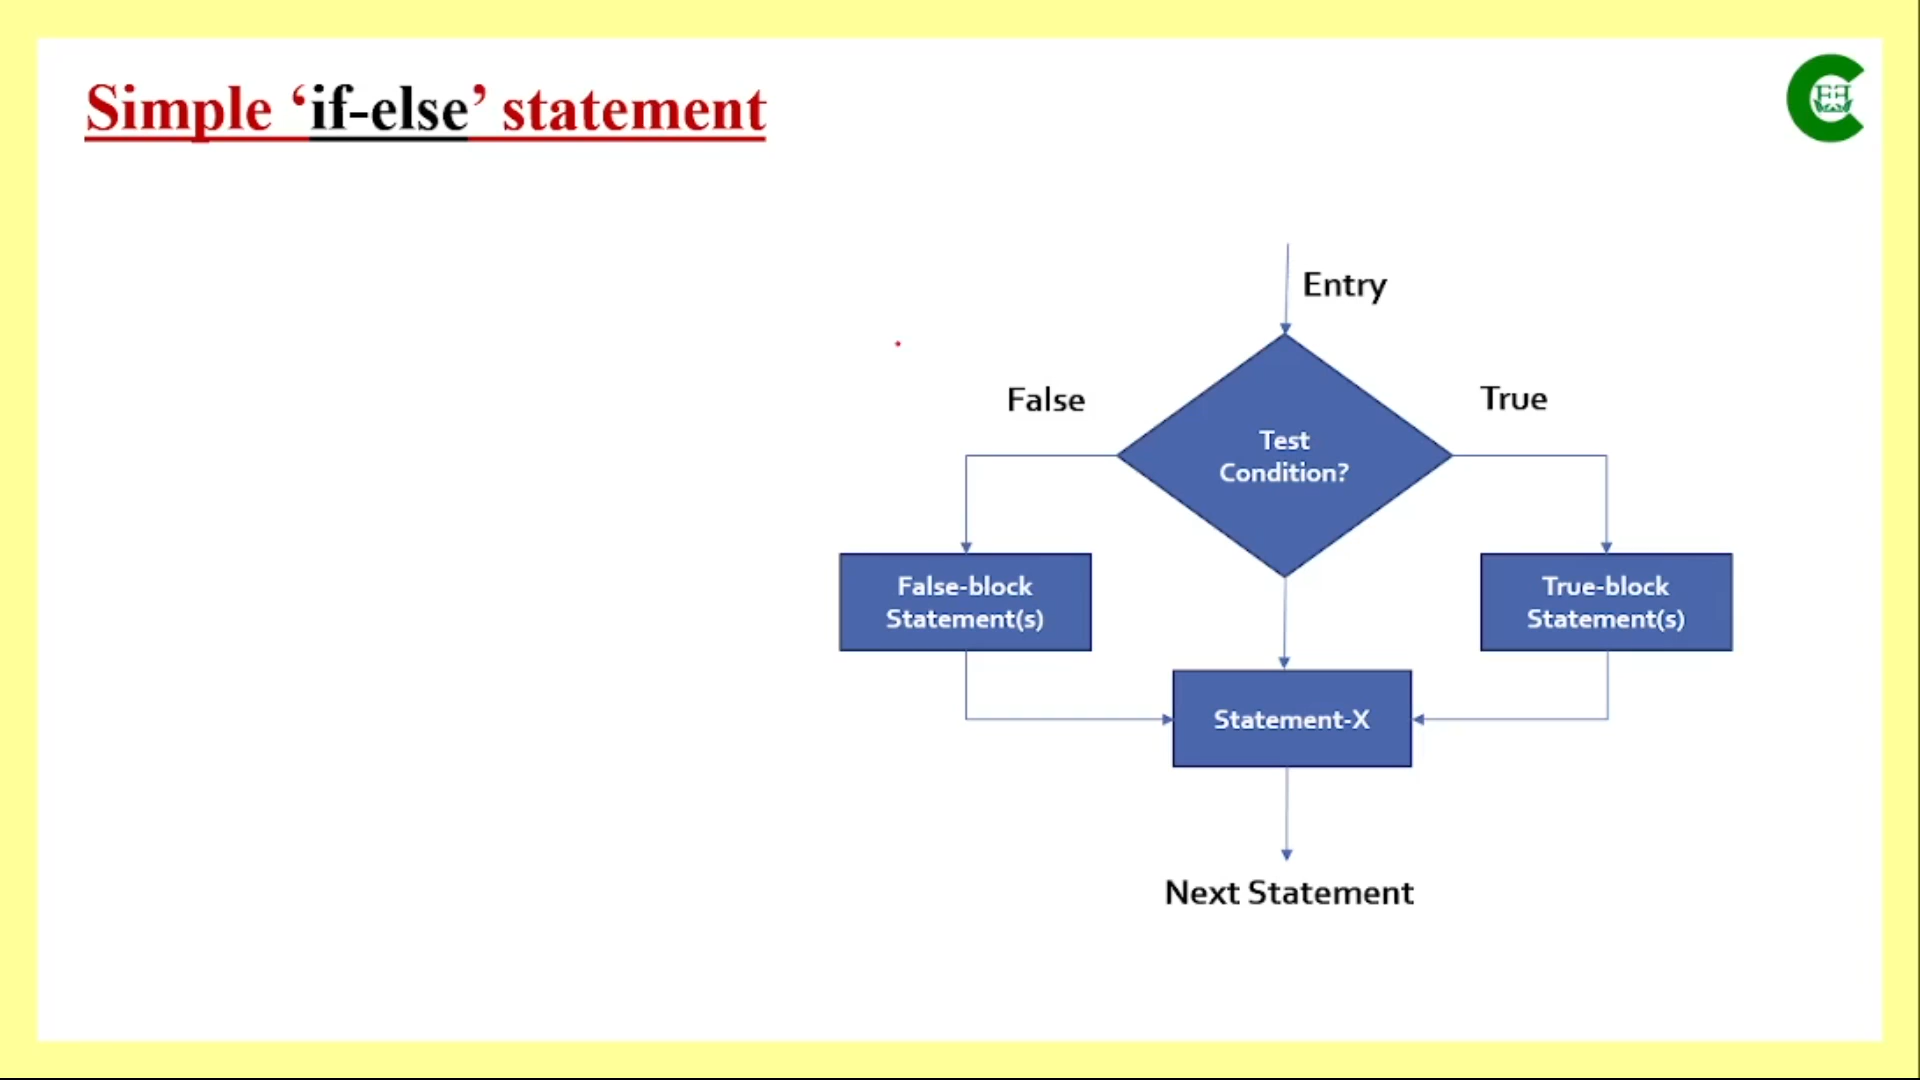 Simple ‘if-else’ statement
Entry
False
True
Test
Condition?
False-block
Statement(s)
True-block
Statement(s)
Statement-X
Next Statement